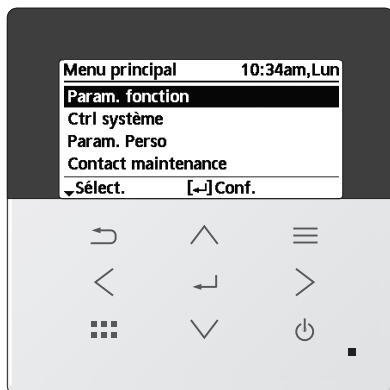 Menu principal 10:34am,Lun
Param. fonction
Ctrl système
Param. Perso
Contact maintenance
Sélect. [↵]Conf.